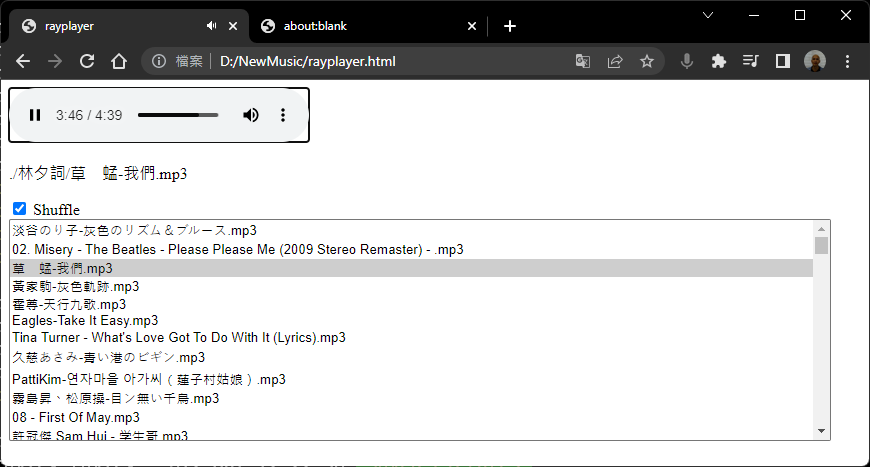 rayplayer
about:blank
檔案 D:/NewMusic/rayplayer.html
3:46 / 4:39
./林夕詞/草　蜢-我們.mp3
Shuffle
淡谷のり子-灰色のリズム＆ブルース.mp3
02. Misery - The Beatles - Please Please Me (2009 Stereo Remaster) - .mp3
草　蜢-我們.mp3
黃家駒-灰色軌跡.mp3
霍尊-天行九歌.mp3
Eagles-Take It Easy.mp3
Tina Turner - What's Love Got To Do With It (Lyrics).mp3
久慈あさみ-青い港のビギン.mp3
PattiKim-연자마을 아가씨（蓮子村姑娘）.mp3
霧島昇、松原操-目ン無い千鳥.mp3
08 - First Of May.mp3
許冠傑 Sam Hui - 学生哥.mp3